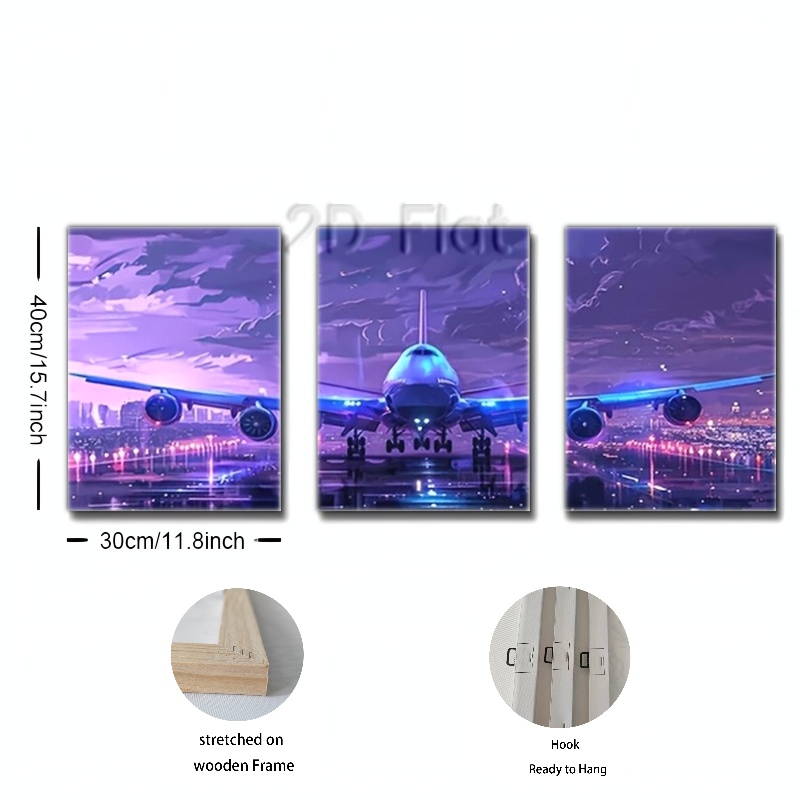 2D Flat
40cm/15.7inch
30cm/11.8inch
stretched on
wooden Frame
Hook
Ready to Hang